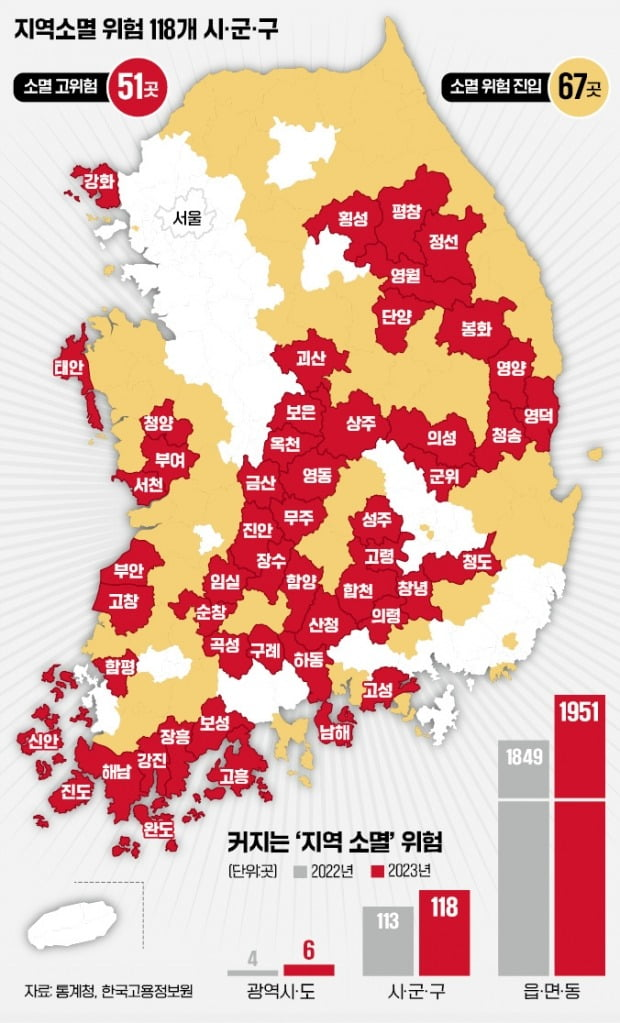 지역소멸 위험 118개 시·군·구
소멸 고위험 51곳
소멸 위험 진입 67곳
강화
서울
횡성
평창
정선
영월
단양
봉화
태안
괴산
영양
영덕
청양
보은
상주
의성
청송
부여
옥천
서천
금산
영동
군위
무주
성주
진안
부안
장수
고령
청도
고창
임실
함양
합천
창녕
순창
산청
의령
함평
곡성
구례
하동
고성
신안
보성
남해
장흥
해남
강진
진도
고흥
완도
커지는 '지역 소멸' 위험
(단위:곳) 2022년 2023년
4
6
113
118
1849
1951
광역시·도
시·군·구
읍·면·동
자료: 통계청, 한국고용정보원